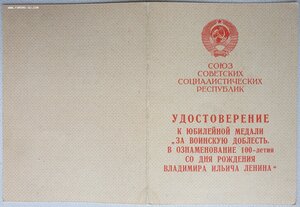 СОЮЗ
СОВЕТСКИХ
СОЦИАЛИСТИЧЕСКИХ
РЕСПУБЛИК
УДОСТОВЕРЕНИЕ
К ЮБИЛЕЙНОЙ МЕДАЛИ
„ЗА ВОИНСКУЮ ДОБЛЕСТЬ.
В ОЗНАМЕНОВАНИЕ 100-летия
СО ДНЯ РОЖДЕНИЯ
ВЛАДИМИРА ИЛЬИЧА ЛЕНИНА“